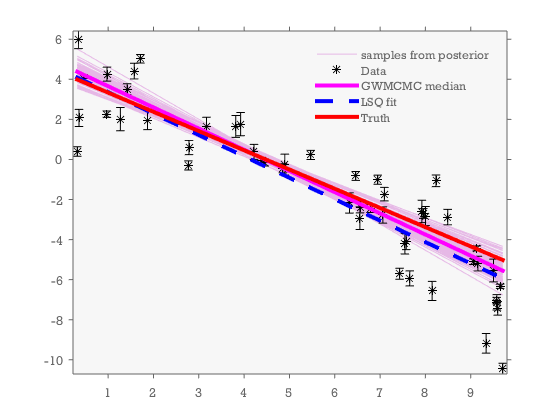 6
4
2
0
-2
-4
-6
-8
-10
1 2 3 4 5 6 7 8 9
samples from posterior
Data
GWMCMC median
LSQ fit
Truth